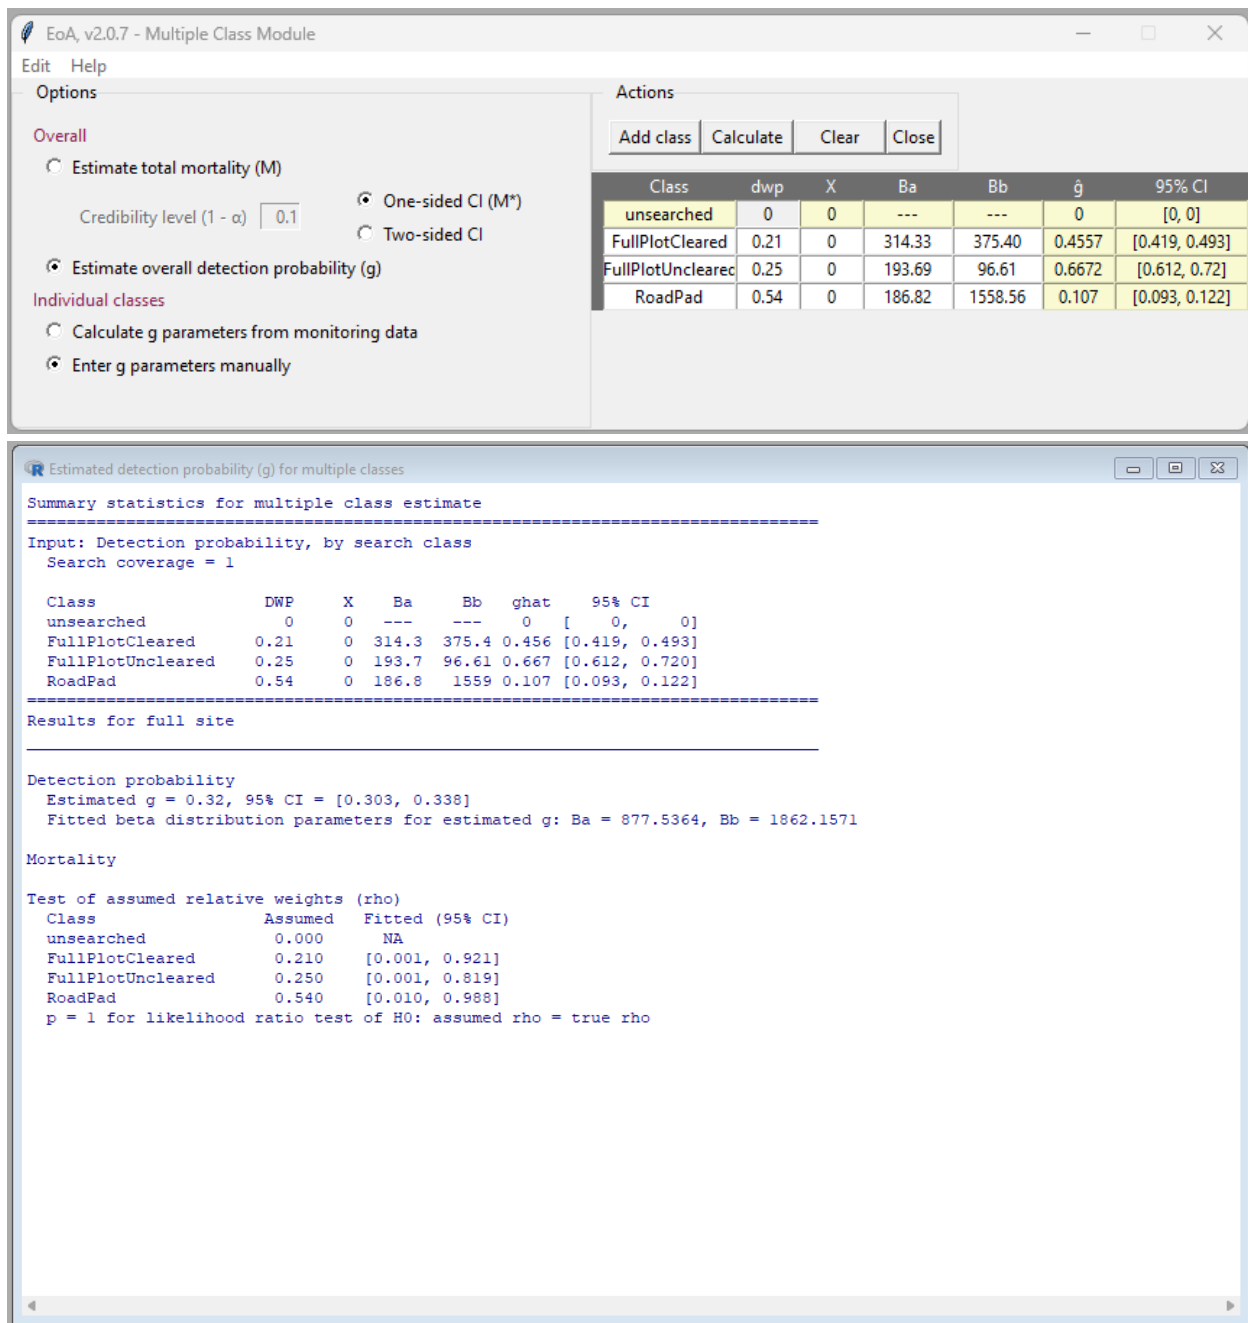 EoA, v2.0.7 - Multiple Class Module
Edit Help
Options
Overall
Estimate total mortality (M)
Credibility level (1 - α) 0.1
One-sided CI (M*)
Two-sided CI
Estimate overall detection probability (g)
Individual classes
Calculate g parameters from monitoring data
Enter g parameters manually
Actions
Add class Calculate Clear Close
Class dwp X Ba Bb ĝ 95% CI
unsearched 0 0 --- --- 0 [0, 0]
FullPlotCleared 0.21 0 314.33 375.40 0.4557 [0.419, 0.493]
FullPlotUncleared 0.25 0 193.69 96.61 0.6672 [0.612, 0.72]
RoadPad 0.54 0 186.82 1558.56 0.107 [0.093, 0.122]
R Estimated detection probability (g) for multiple classes
Summary statistics for multiple class estimate
================================================================================
Input: Detection probability, by search class
Search coverage = 1
Class DWP X Ba Bb ghat 95% CI
unsearched 0 0 --- --- 0 [ 0, 0]
FullPlotCleared 0.21 0 314.3 375.4 0.456 [0.419, 0.493]
FullPlotUncleared 0.25 0 193.7 96.61 0.667 [0.612, 0.720]
RoadPad 0.54 0 186.8 1559 0.107 [0.093, 0.122]
================================================================================
Results for full site
________________________________________________________________________________
Detection probability
Estimated g = 0.32, 95% CI = [0.303, 0.338]
Fitted beta distribution parameters for estimated g: Ba = 877.5364, Bb = 1862.1571
Mortality
Test of assumed relative weights (rho)
Class Assumed Fitted (95% CI)
unsearched 0.000 NA
FullPlotCleared 0.210 [0.001, 0.921]
FullPlotUncleared 0.250 [0.001, 0.819]
RoadPad 0.540 [0.010, 0.988]
p = 1 for likelihood ratio test of H0: assumed rho = true rho